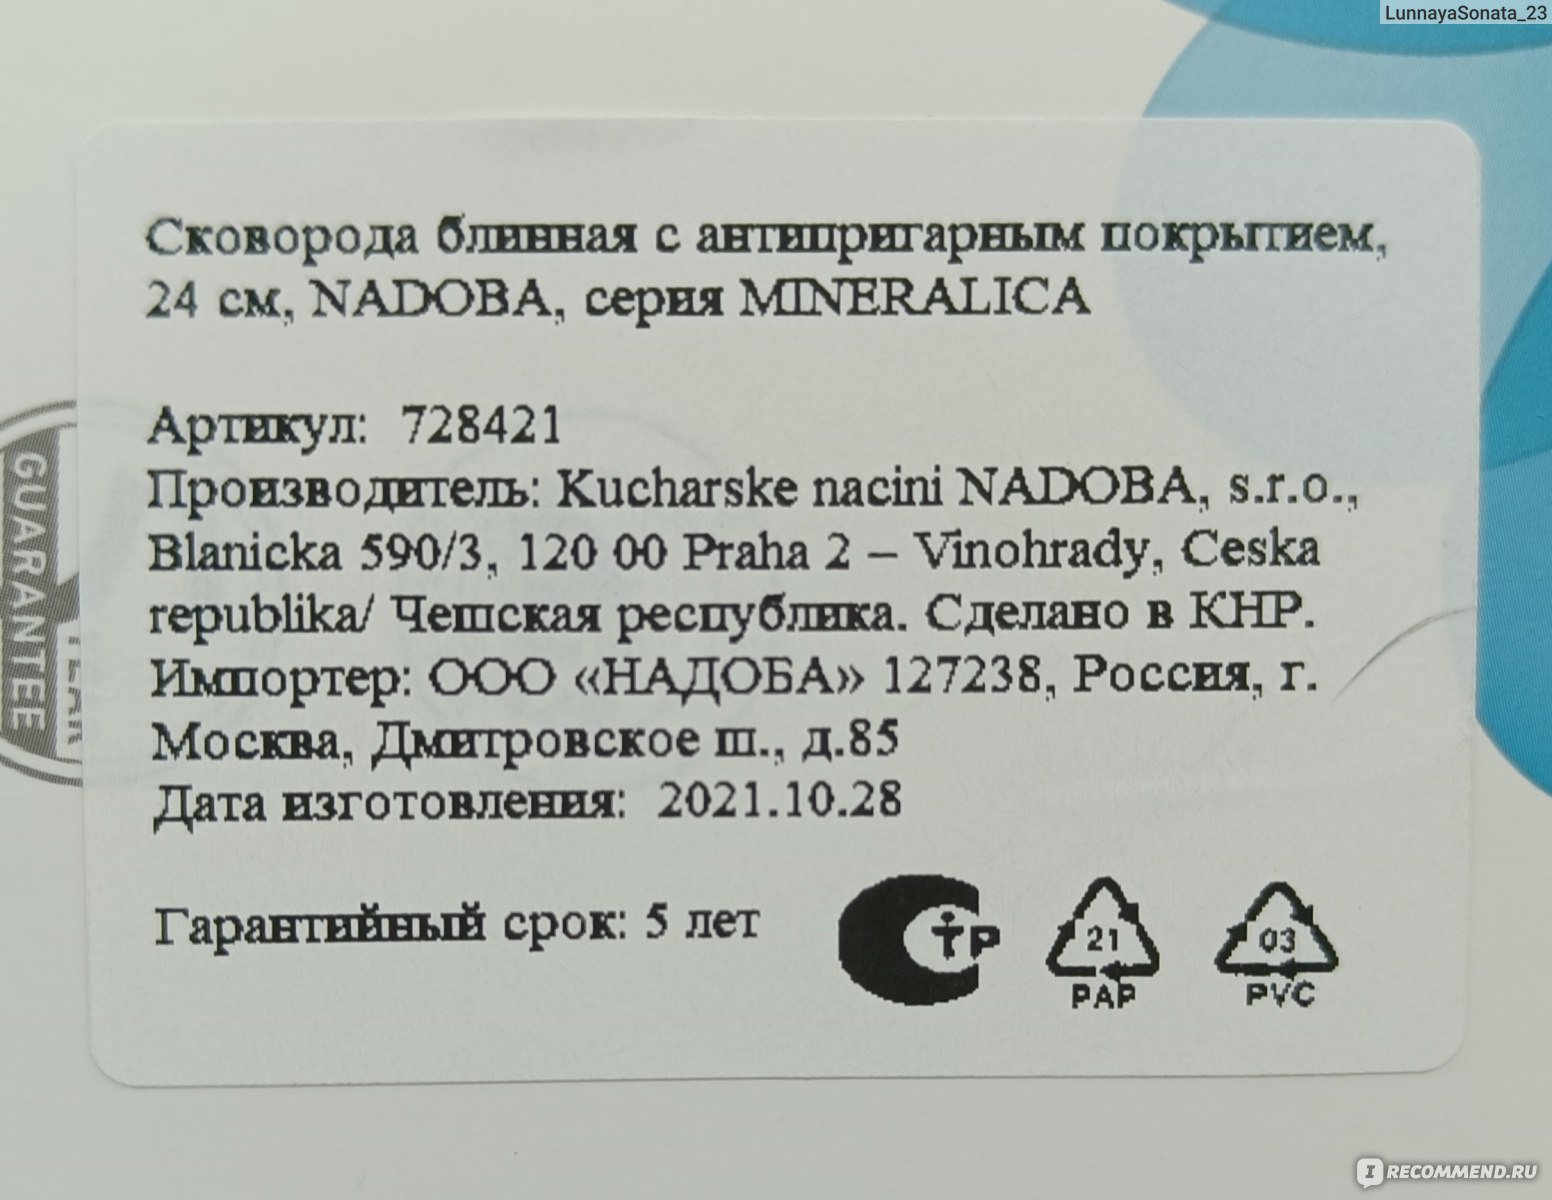 LunnayaSonata_23
Сковорода блинная с антипригарным покрытием,
24 см, NADOBA, серия MINERALICA
Артикул: 728421
Производитель: Kucharske nacini NADOBA, s.r.o.,
Blanicka 590/3, 120 00 Praha 2 – Vinohrady, Ceska
republika/ Чешская республика. Сделано в КНР.
Импортер: ООО «НАДОБА» 127238, Россия, г.
Москва, Дмитровское ш., д.85
Дата изготовления: 2021.10.28
Гарантийный срок: 5 лет
СТР
21
PAP
03
PVC
GUARANTEE
YEAR
I RECOMMEND.RU